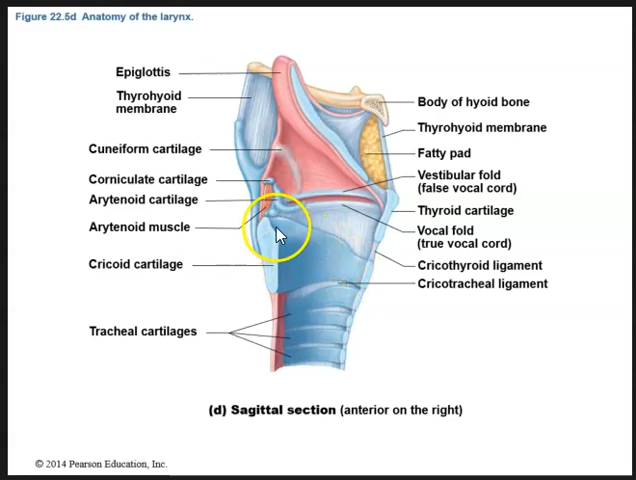 Figure 22.5d Anatomy of the larynx.
Epiglottis
Thyrohyoid
membrane
Cuneiform cartilage
Corniculate cartilage
Arytenoid cartilage
Arytenoid muscle
Cricoid cartilage
Tracheal cartilages
Body of hyoid bone
Thyrohyoid membrane
Fatty pad
Vestibular fold
(false vocal cord)
Thyroid cartilage
Vocal fold
(true vocal cord)
Cricothyroid ligament
Cricotracheal ligament
(d) Sagittal section (anterior on the right)
© 2014 Pearson Education, Inc.